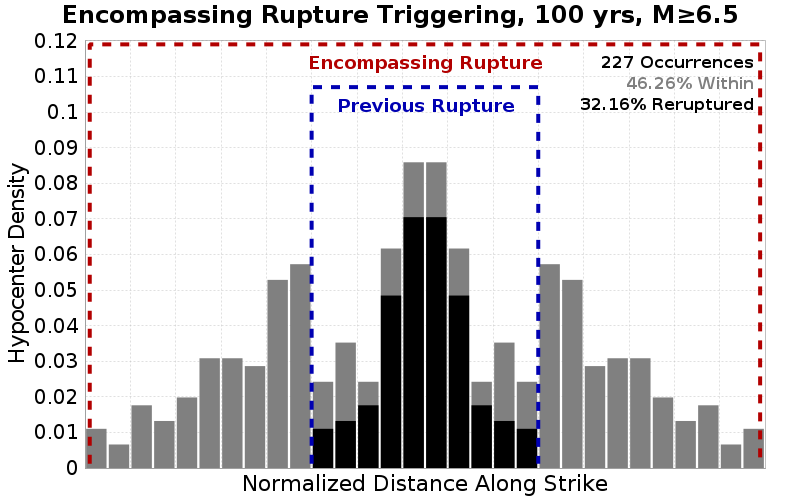 Encompassing Rupture Triggering, 100 yrs, M≥6.5
0.12
0.11
0.1
0.09
0.08
0.07
0.06
0.05
0.04
0.03
0.02
0.01
0
Hypocenter Density
Encompassing Rupture
Previous Rupture
227 Occurrences
46.26% Within
32.16% Reruptured
Normalized Distance Along Strike